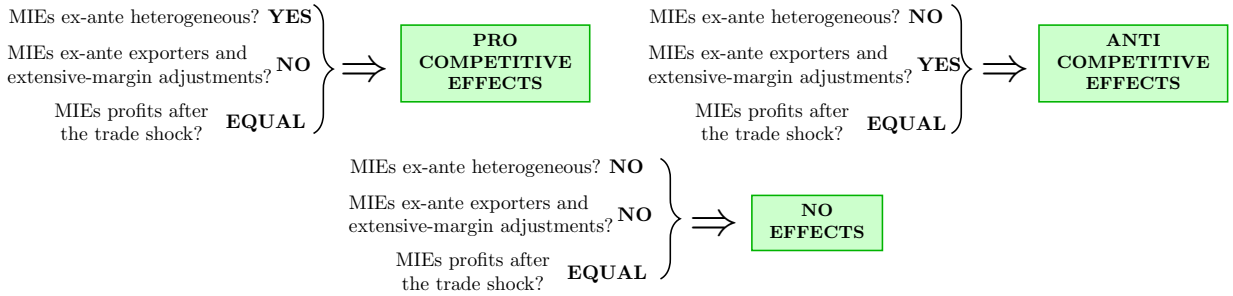 MIEs ex-ante heterogeneous? YES
MIEs ex-ante exporters and
extensive-margin adjustments? NO
MIEs profits after
the trade shock? EQUAL
PRO
COMPETITIVE
EFFECTS
MIEs ex-ante heterogeneous? NO
MIEs ex-ante exporters and
extensive-margin adjustments? YES
MIEs profits after
the trade shock? EQUAL
ANTI
COMPETITIVE
EFFECTS
MIEs ex-ante heterogeneous? NO
MIEs ex-ante exporters and
extensive-margin adjustments? NO
MIEs profits after
the trade shock? EQUAL
NO
EFFECTS